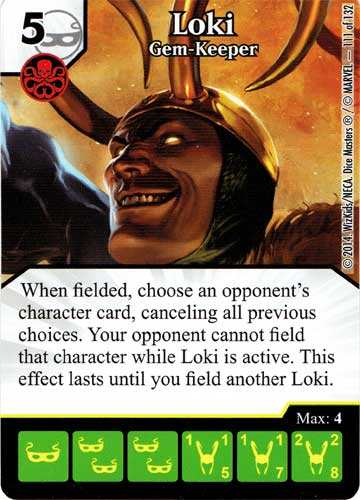 5
Loki
Gem-Keeper
© 2014 WizKids/NECA. Dice Masters ® / © MARVEL — 111 of 132
When fielded, choose an opponent's
character card, canceling all previous
choices. Your opponent cannot field
that character while Loki is active. This
effect lasts until you field another Loki.
Max: 4
1 1 5
1 1 7
2 2 8